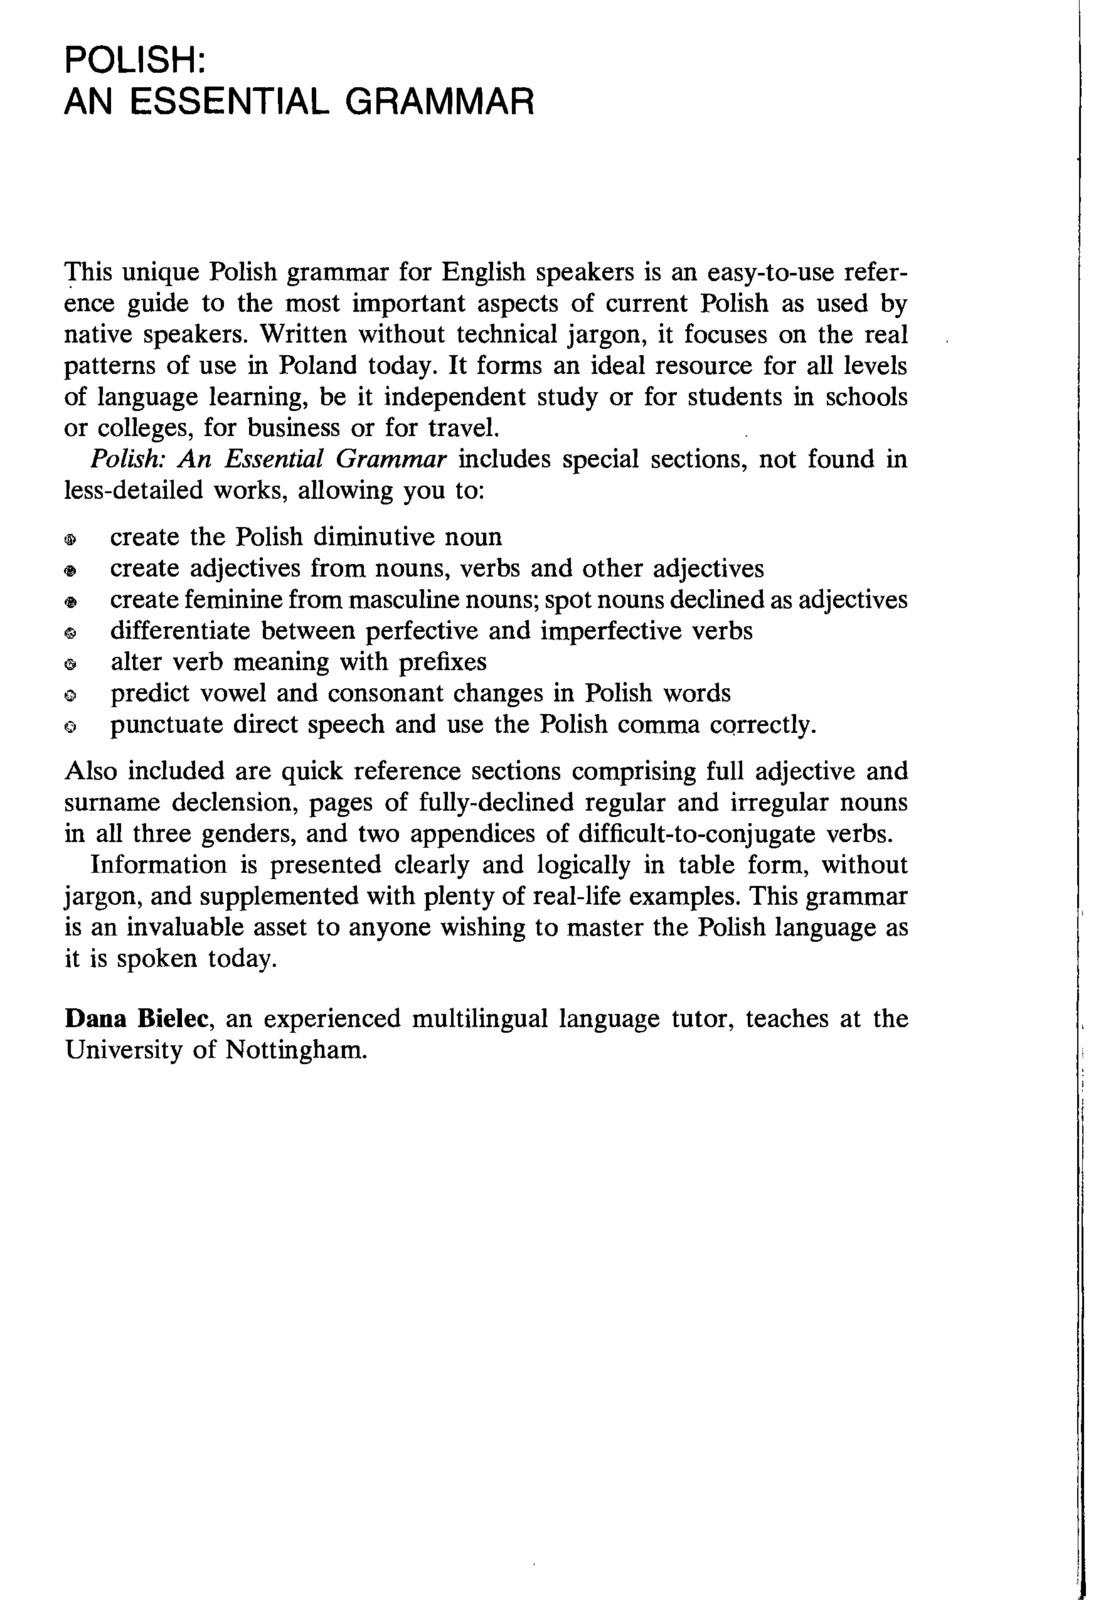 POLISH:
AN ESSENTIAL GRAMMAR
This unique Polish grammar for English speakers is an easy-to-use refer-
ence guide to the most important aspects of current Polish as used by
native speakers. Written without technical jargon, it focuses on the real
patterns of use in Poland today. It forms an ideal resource for all levels
of language learning, be it independent study or for students in schools
or colleges, for business or for travel.
Polish: An Essential Grammar includes special sections, not found in
less-detailed works, allowing you to:
create the Polish diminutive noun
create adjectives from nouns, verbs and other adjectives
create feminine from masculine nouns; spot nouns declined as adjectives
differentiate between perfective and imperfective verbs
alter verb meaning with prefixes
predict vowel and consonant changes in Polish words
punctuate direct speech and use the Polish comma correctly.
Also included are quick reference sections comprising full adjective and
surname declension, pages of fully-declined regular and irregular nouns
in all three genders, and two appendices of difficult-to-conjugate verbs.
Information is presented clearly and logically in table form, without
jargon, and supplemented with plenty of real-life examples. This grammar
is an invaluable asset to anyone wishing to master the Polish language as
it is spoken today.
Dana Bielec, an experienced multilingual language tutor, teaches at the
University of Nottingham.